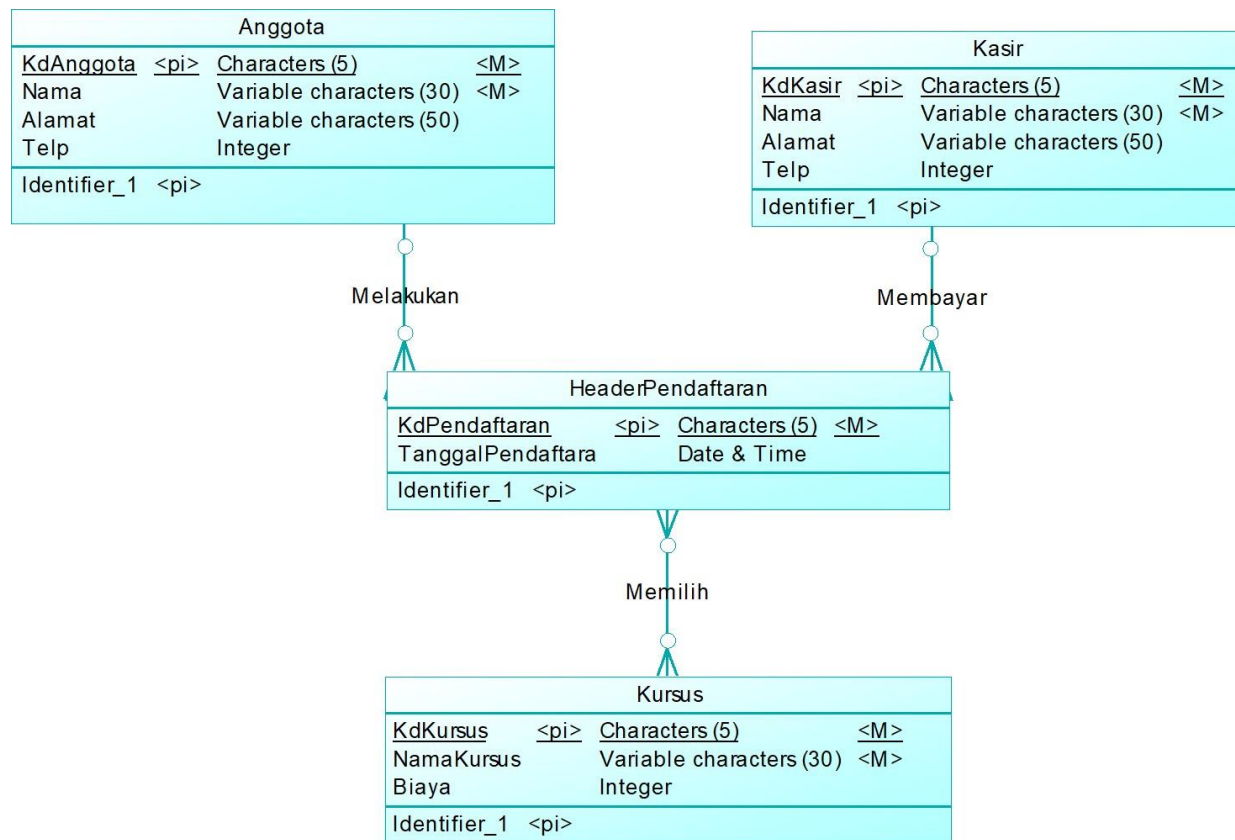 Anggota
KdAnggota <pi> Characters (5) <M>
Nama Variable characters (30) <M>
Alamat Variable characters (50)
Telp Integer
Identifier_1 <pi>
Kasir
KdKasir <pi> Characters (5) <M>
Nama Variable characters (30) <M>
Alamat Variable characters (50)
Telp Integer
Identifier_1 <pi>
Melakukan
Membayar
HeaderPendaftaran
KdPendaftaran <pi> Characters (5) <M>
TanggalPendaftara Date & Time
Identifier_1 <pi>
Memilih
Kursus
KdKursus <pi> Characters (5) <M>
NamaKursus Variable characters (30) <M>
Biaya Integer
Identifier_1 <pi>